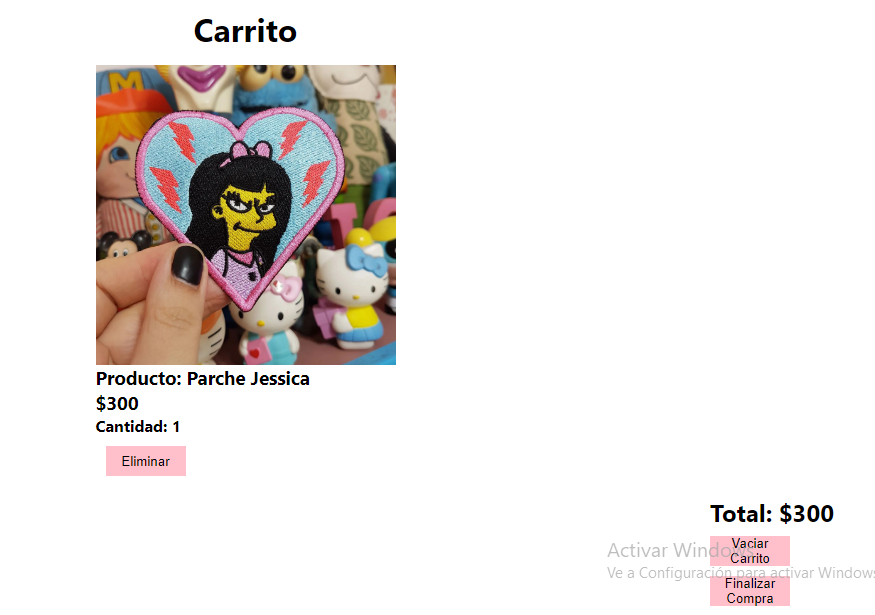 Carrito
M
Producto: Parche Jessica
$300
Cantidad: 1
Eliminar
Total: $300
Vaciar
Carrito
Activar Windows
Ve a Configuración para activar Windows
Finalizar
Compra